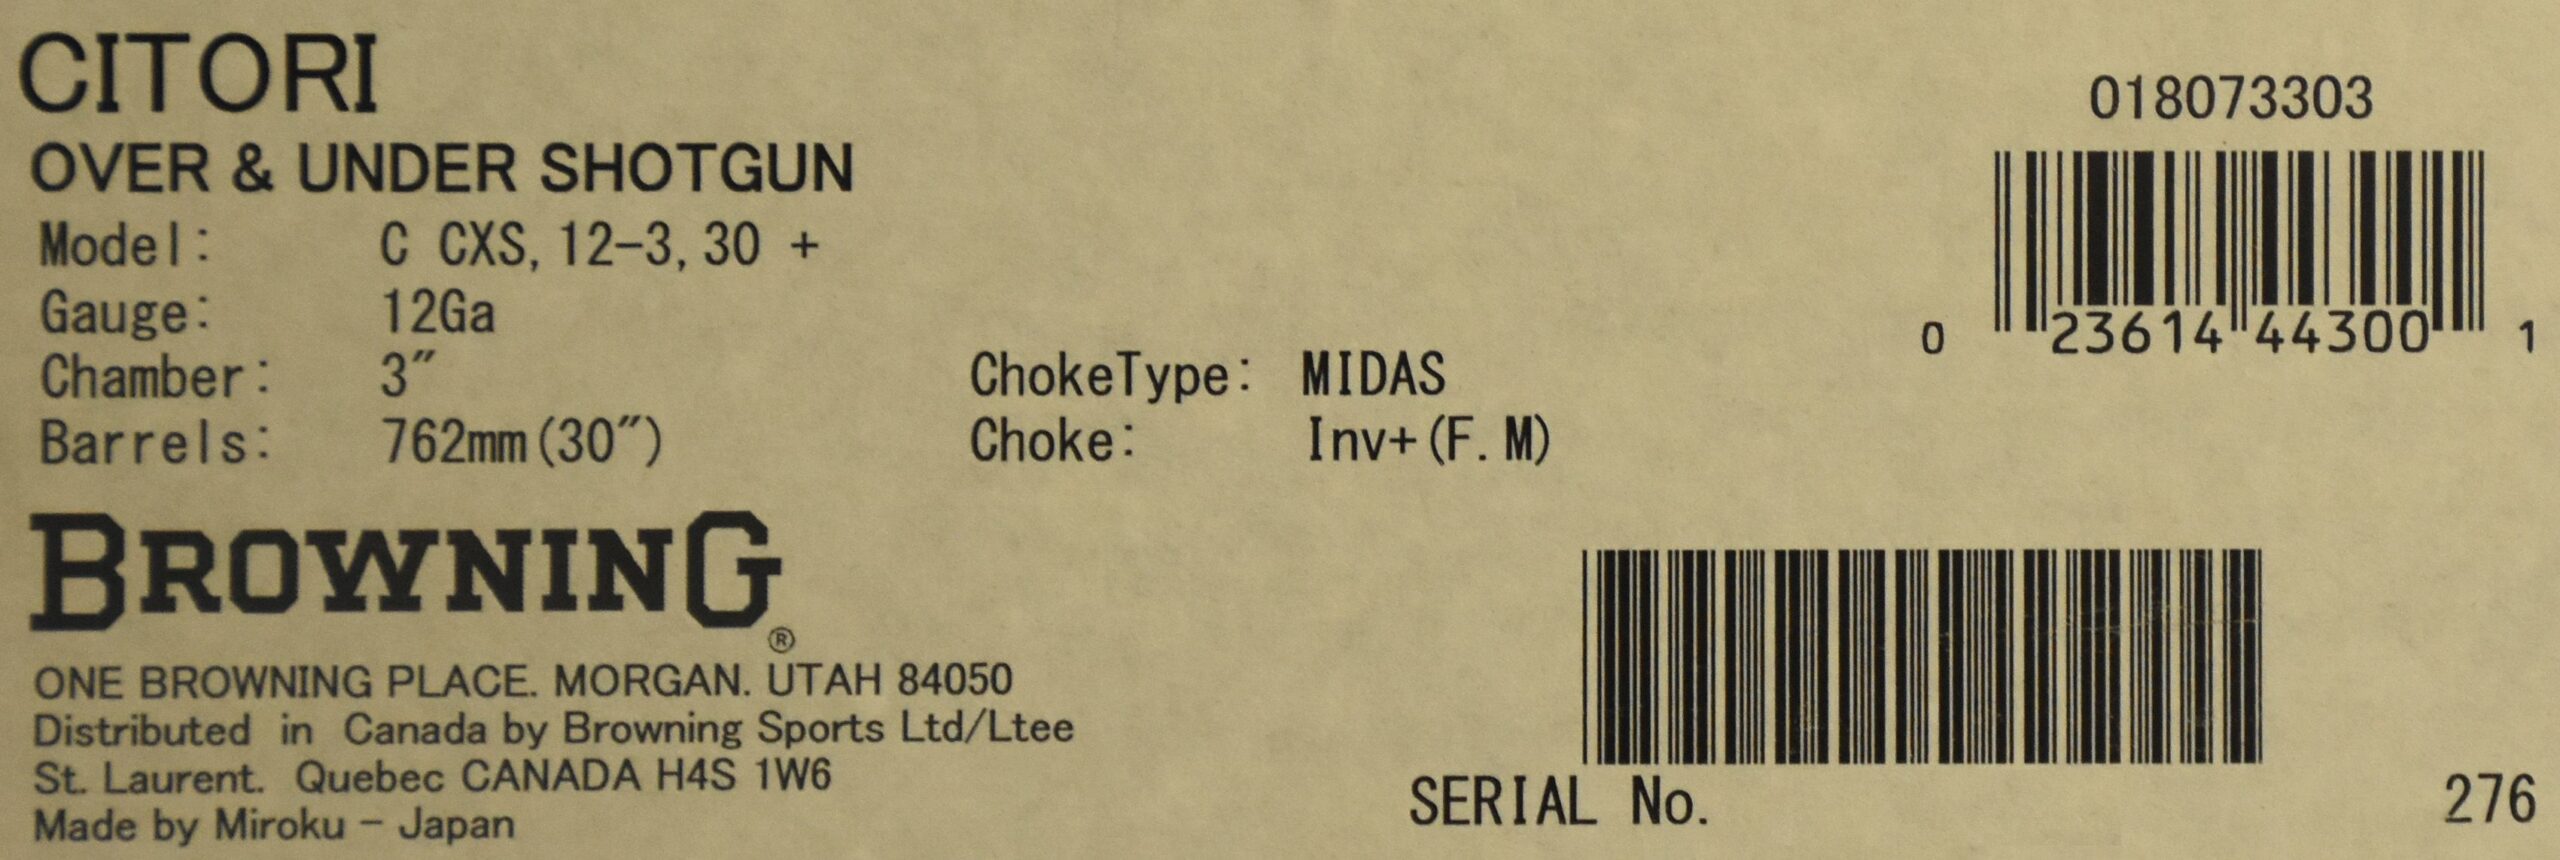 CITORI
OVER & UNDER SHOTGUN
Model: C CXS, 12-3, 30 +
Gauge: 12Ga
Chamber: 3" ChokeType: MIDAS
Barrels: 762mm(30") Choke: Inv+(F.M)
018073303
0 23614 44300 1
BROWNING®
ONE BROWNING PLACE. MORGAN. UTAH 84050
Distributed in Canada by Browning Sports Ltd/Ltee
St. Laurent. Quebec CANADA H4S 1W6
Made by Miroku - Japan
SERIAL No.
276